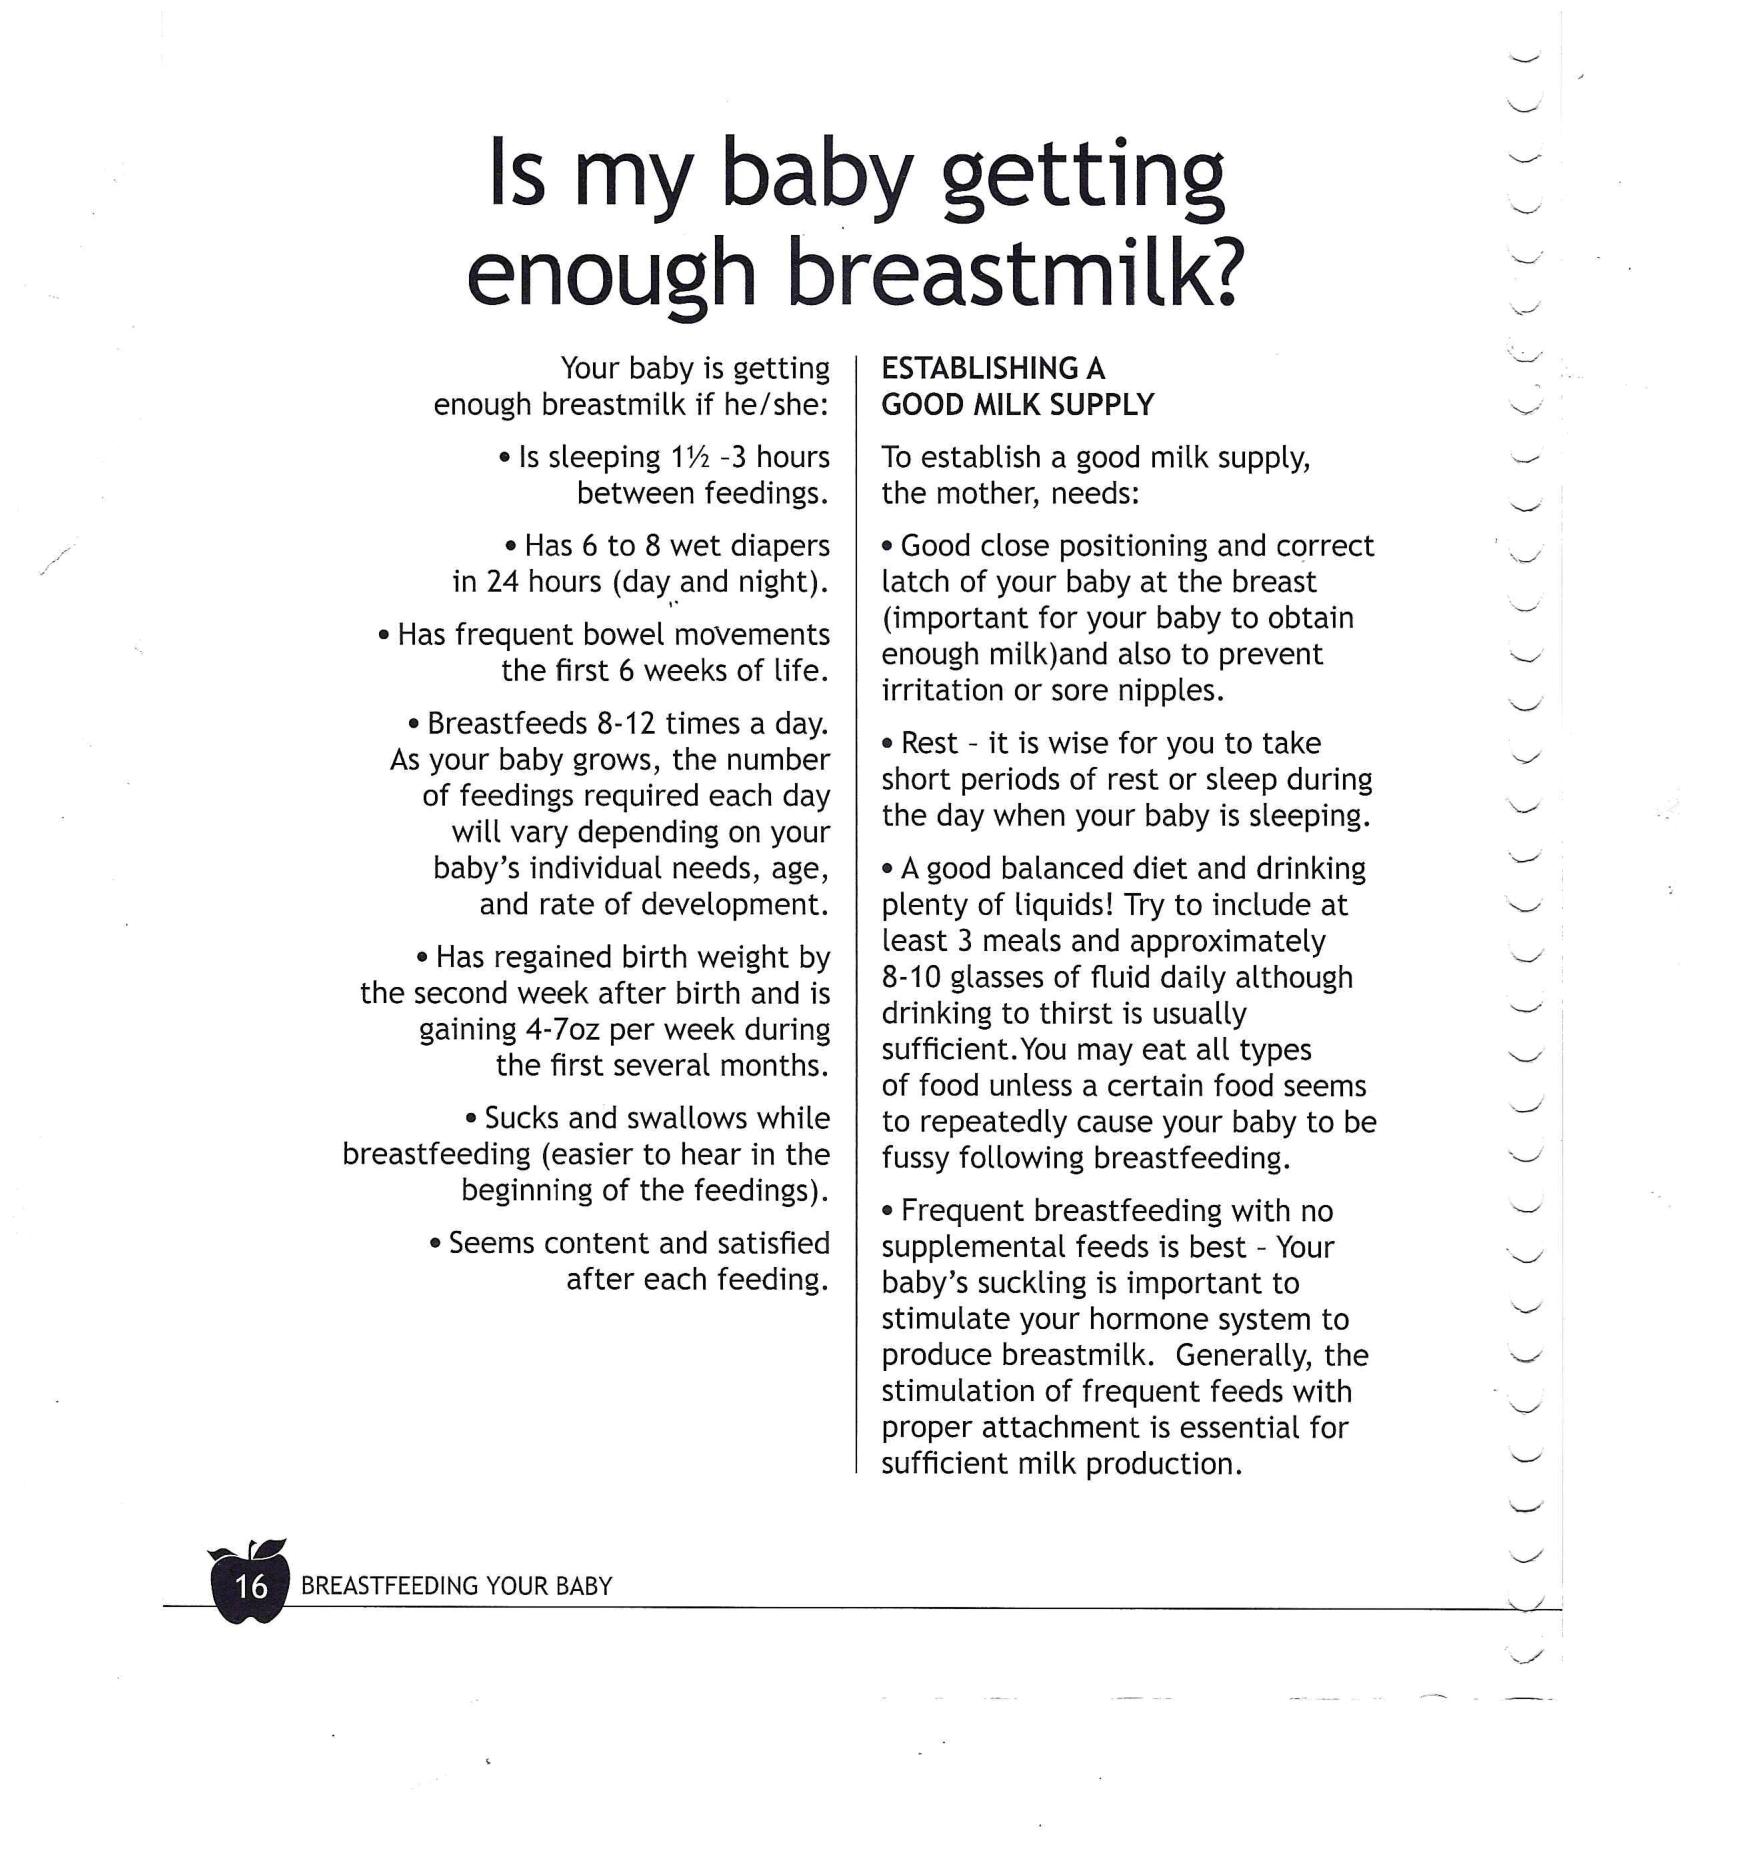 Is my baby getting
enough breastmilk?
Your baby is getting
enough breastmilk if he/she:
• Is sleeping 1½ -3 hours
between feedings.
• Has 6 to 8 wet diapers
in 24 hours (day and night).
• Has frequent bowel movements
the first 6 weeks of life.
• Breastfeeds 8-12 times a day.
As your baby grows, the number
of feedings required each day
will vary depending on your
baby's individual needs, age,
and rate of development.
• Has regained birth weight by
the second week after birth and is
gaining 4-7oz per week during
the first several months.
• Sucks and swallows while
breastfeeding (easier to hear in the
beginning of the feedings).
• Seems content and satisfied
after each feeding.
ESTABLISHING A
GOOD MILK SUPPLY
To establish a good milk supply,
the mother, needs:
• Good close positioning and correct
latch of your baby at the breast
(important for your baby to obtain
enough milk)and also to prevent
irritation or sore nipples.
• Rest - it is wise for you to take
short periods of rest or sleep during
the day when your baby is sleeping.
• A good balanced diet and drinking
plenty of liquids! Try to include at
least 3 meals and approximately
8-10 glasses of fluid daily although
drinking to thirst is usually
sufficient.You may eat all types
of food unless a certain food seems
to repeatedly cause your baby to be
fussy following breastfeeding.
• Frequent breastfeeding with no
supplemental feeds is best - Your
baby's suckling is important to
stimulate your hormone system to
produce breastmilk.  Generally, the
stimulation of frequent feeds with
proper attachment is essential for
sufficient milk production.
16 BREASTFEEDING YOUR BABY